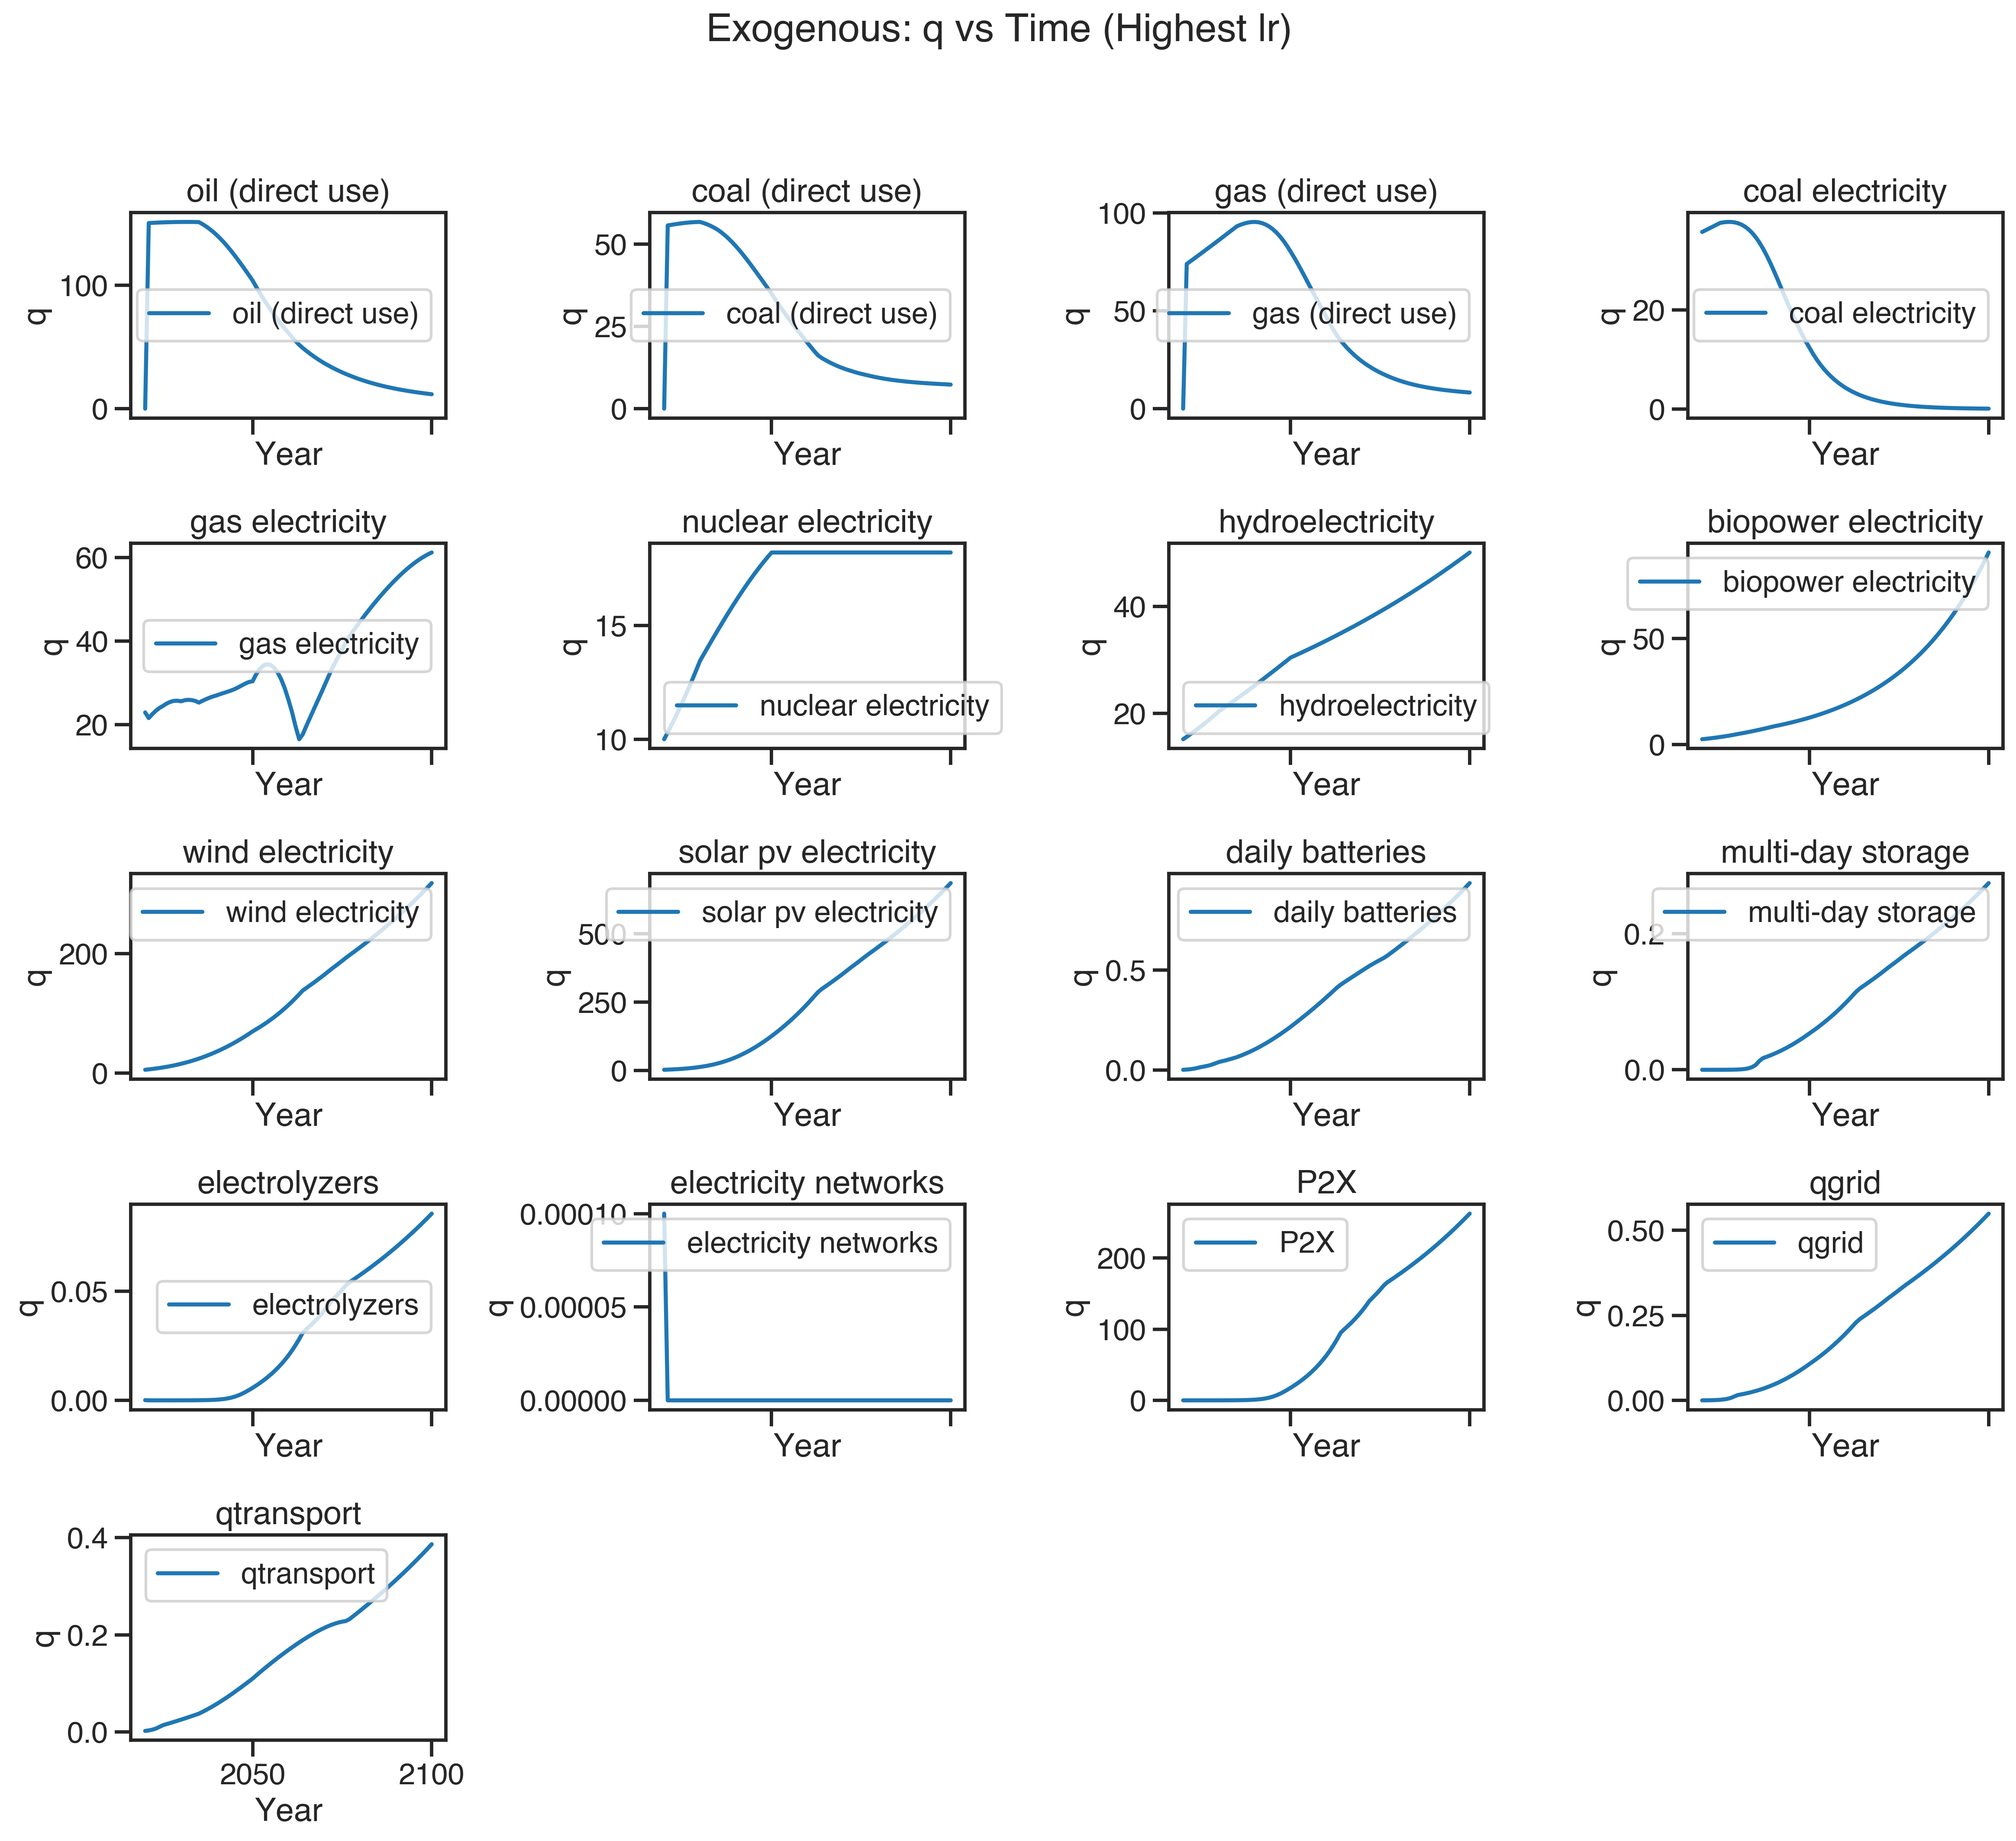 Exogenous: q vs Time (Highest lr)
oil (direct use)
100
0
q
oil (direct use)
Year
coal (direct use)
50
25
0
q
coal (direct use)
Year
gas (direct use)
100
50
0
q
gas (direct use)
Year
coal electricity
20
0
q
coal electricity
Year
gas electricity
60
40
20
q
gas electricity
Year
nuclear electricity
15
10
q
nuclear electricity
Year
hydroelectricity
40
20
q
hydroelectricity
Year
biopower electricity
50
0
q
biopower electricity
Year
wind electricity
200
0
q
wind electricity
Year
solar pv electricity
500
250
0
q
solar pv electricity
Year
daily batteries
0.5
0.0
q
daily batteries
Year
multi-day storage
0.2
0.0
q
multi-day storage
Year
electrolyzers
0.05
0.00
q
electrolyzers
Year
electricity networks
0.00010
0.00005
0.00000
q
electricity networks
Year
P2X
200
100
0
q
P2X
Year
qgrid
0.50
0.25
0.00
q
qgrid
Year
qtransport
0.4
0.2
0.0
q
qtransport
2050 2100
Year